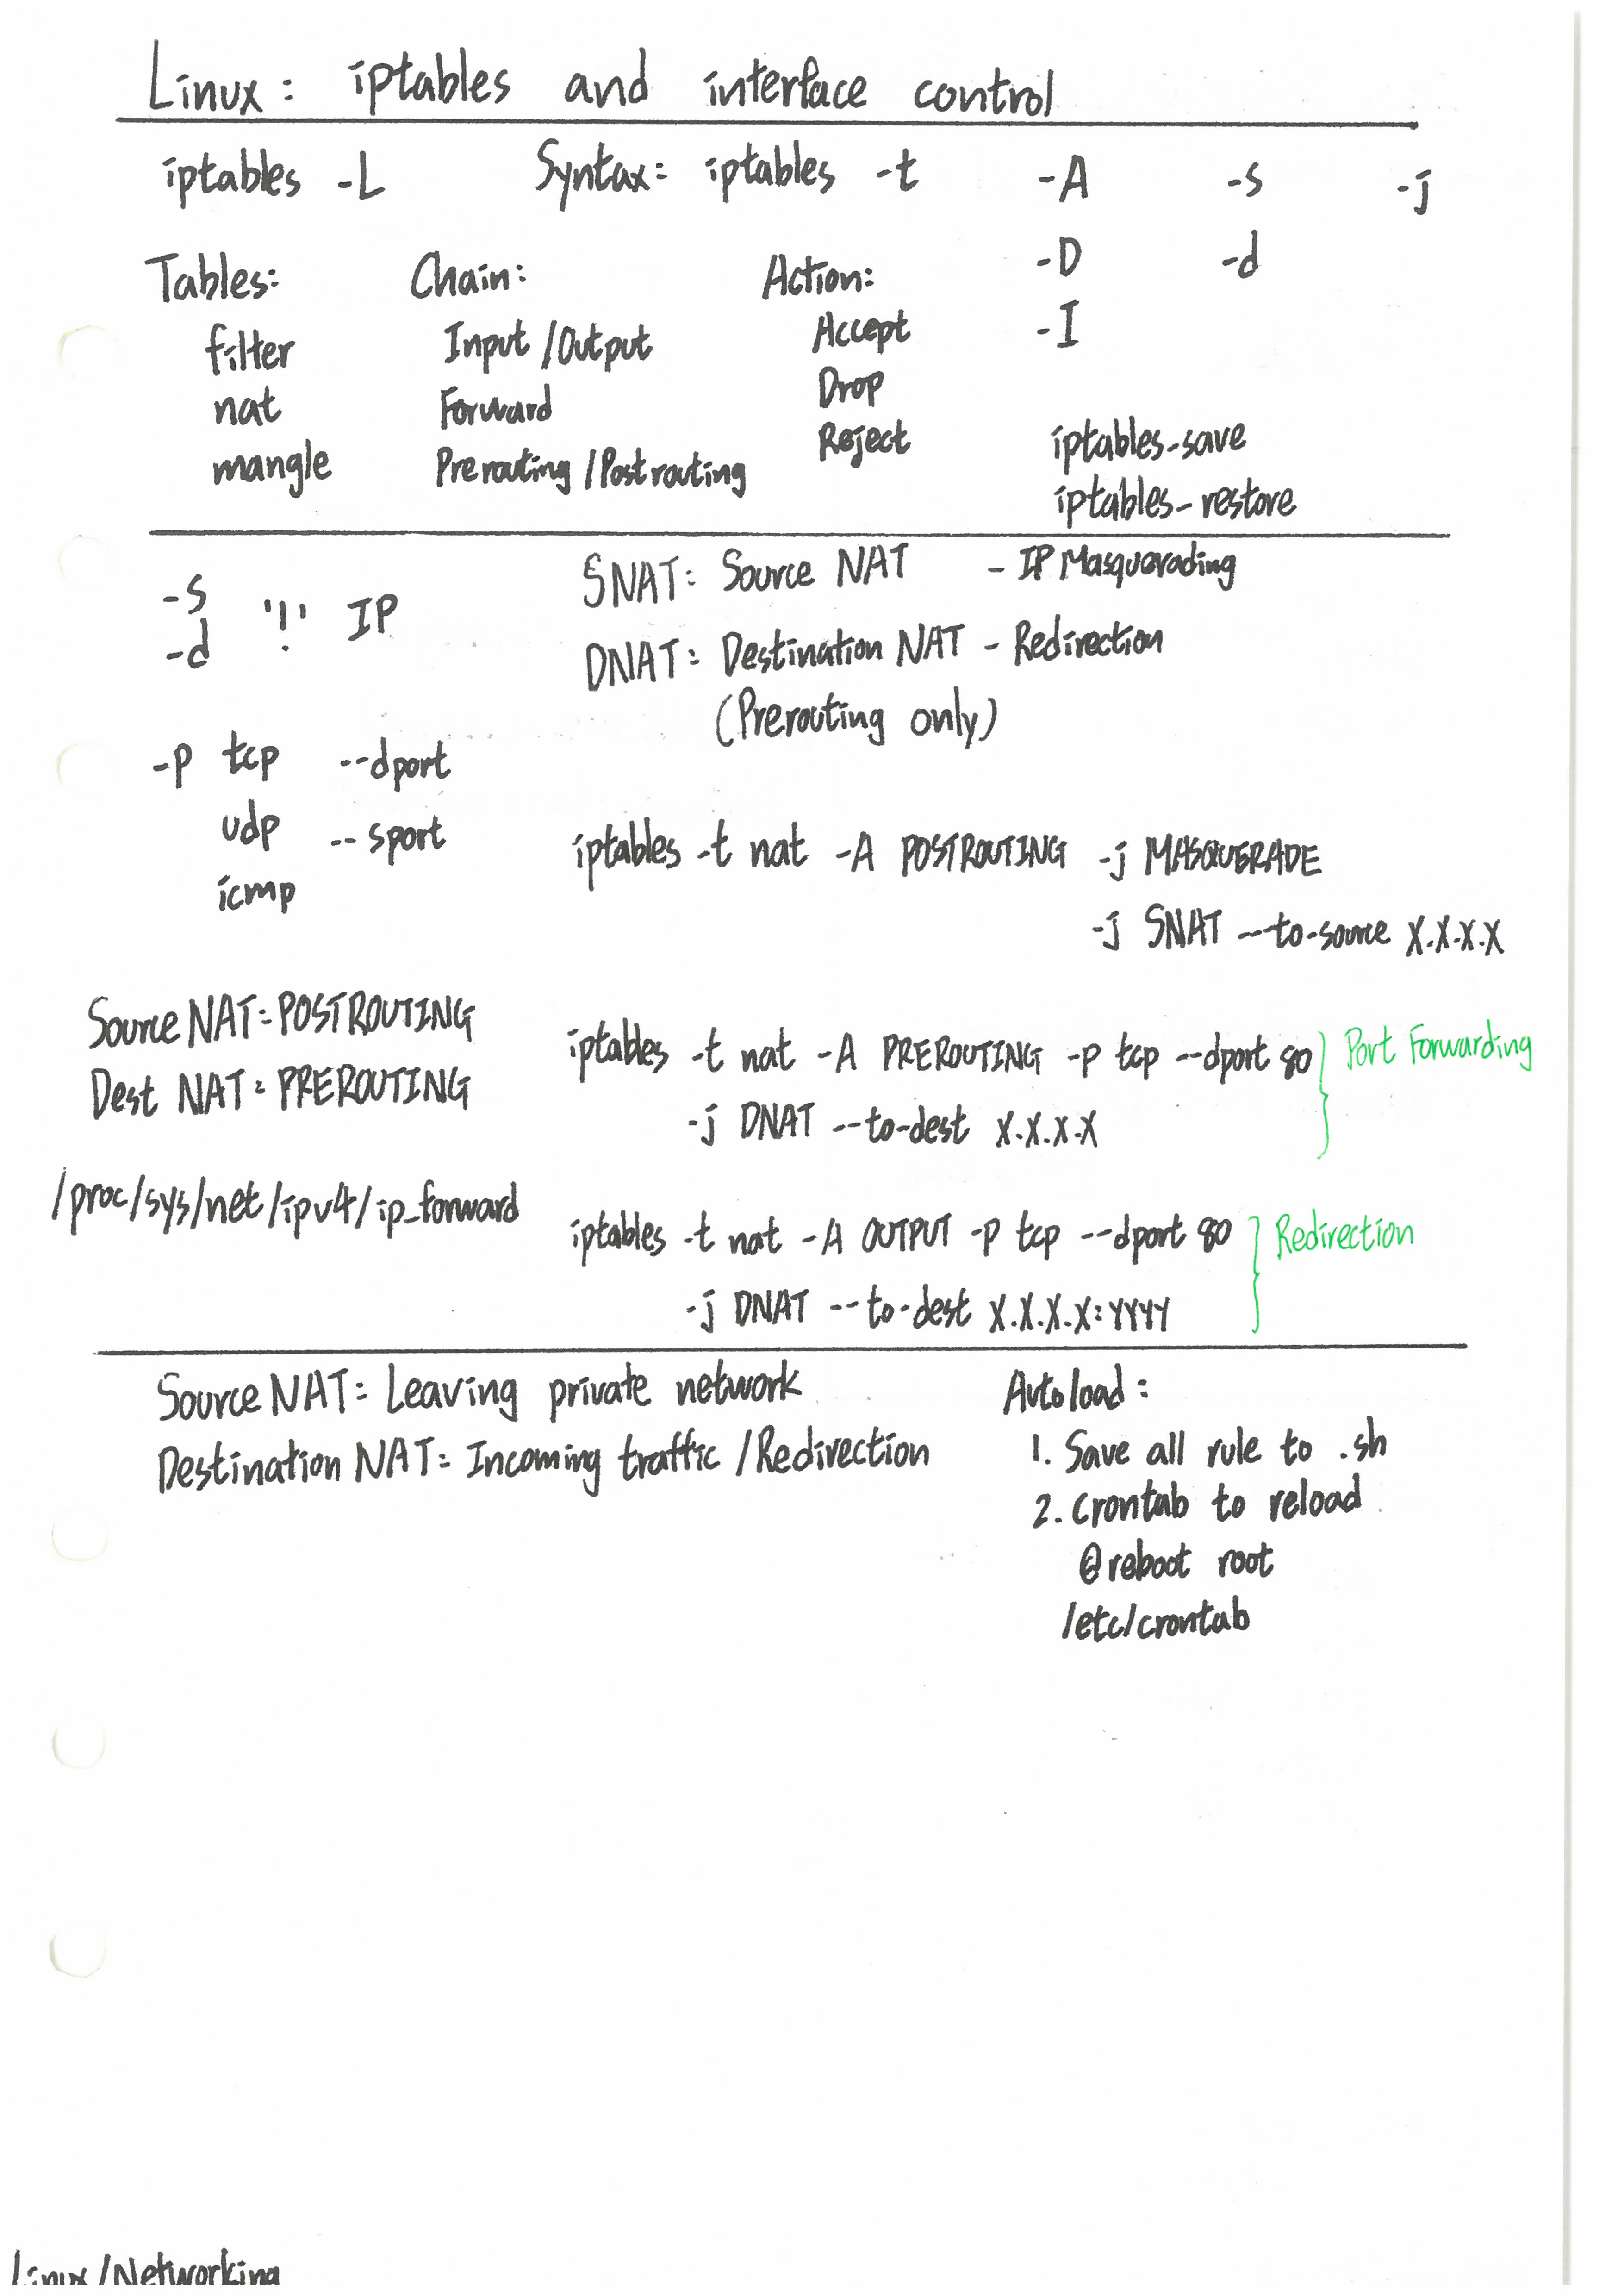 Linux: iptables and interface control
iptables -L Syntax: iptables -t -A -s -j
-D -d
-I
Tables:
filter
nat
mangle
Chain:
Input / Output
Forward
Prerouting / Postrouting
Action:
Accept
Drop
Reject
iptables-save
iptables-restore
-s
-d '!' IP
-p tcp --dport
udp --sport
icmp
Source NAT: POSTROUTING
Dest NAT: PREROUTING
/proc/sys/net/ipv4/ip_forward
SNAT: Source NAT - IP Masquerading
DNAT: Destination NAT - Redirection
(Prerouting only)
iptables -t nat -A POSTROUTING -j MASQUERADE
-j SNAT --to-source X.X.X.X
iptables -t nat -A PREROUTING -p tcp --dport 80
-j DNAT --to-dest X.X.X.X
Port Forwarding
iptables -t nat -A OUTPUT -p tcp --dport 80
-j DNAT --to-dest X.X.X.X:YYYY
Redirection
Source NAT: Leaving private network
Destination NAT: Incoming traffic / Redirection
Autoload:
1. Save all rule to .sh
2. crontab to reload
@reboot root
/etc/crontab
Linux / Networking